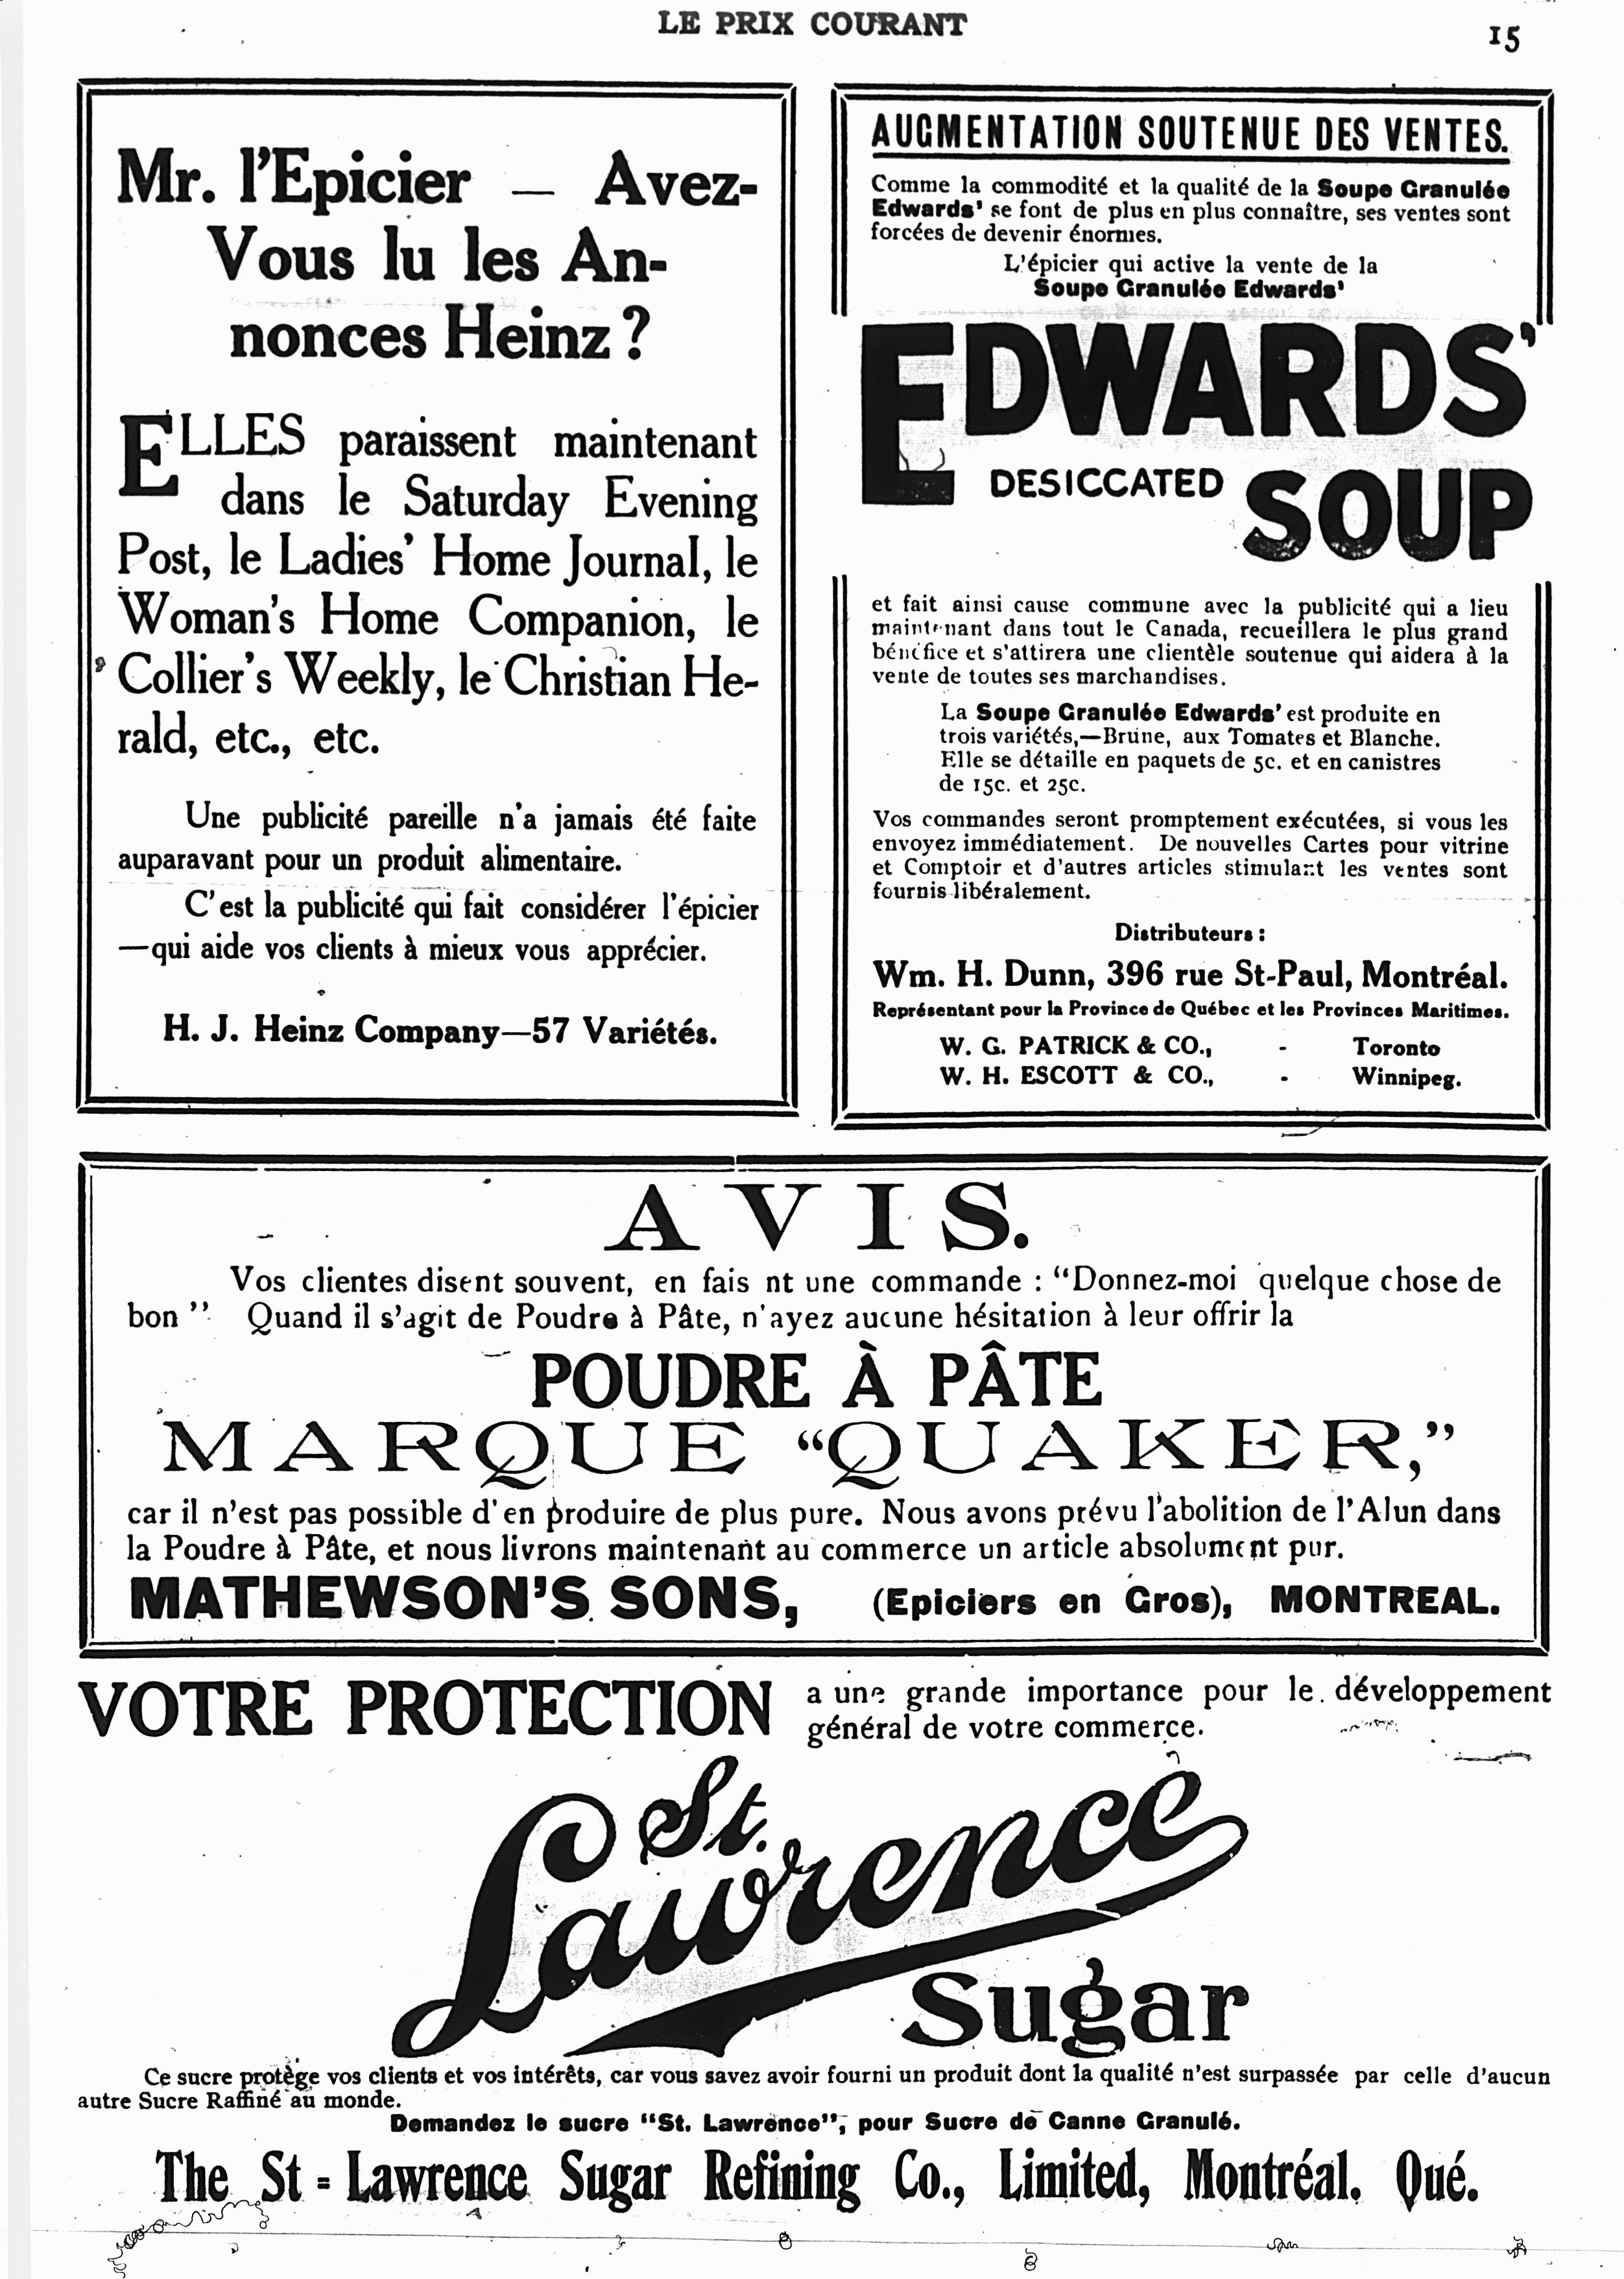 LE PRIX COURANT
15
Mr. l'Epicier — Avez-
Vous lu les An-
nonces Heinz ?
ELLES paraissent maintenant
dans le Saturday Evening
Post, le Ladies' Home Journal, le
Woman's Home Companion, le
Collier's Weekly, le Christian He-
rald, etc., etc.
Une publicité pareille n'a jamais été faite
auparavant pour un produit alimentaire.
C'est la publicité qui fait considérer l'épicier
—qui aide vos clients à mieux vous apprécier.
H. J. Heinz Company—57 Variétés.
AUGMENTATION SOUTENUE DES VENTES.
Comme la commodité et la qualité de la Soupe Granulée
Edwards' se font de plus en plus connaître, ses ventes sont
forcées de devenir énormes.
L'épicier qui active la vente de la
Soupe Granulée Edwards'
EDWARDS'
DESICCATED SOUP
et fait ainsi cause commune avec la publicité qui a lieu
maintenant dans tout le Canada, recueillera le plus grand
bénéfice et s'attirera une clientèle soutenue qui aidera à la
vente de toutes ses marchandises.
La Soupe Granulée Edwards' est produite en
trois variétés,—Brune, aux Tomates et Blanche.
Elle se détaille en paquets de 5c. et en canistres
de 15c. et 25c.
Vos commandes seront promptement exécutées, si vous les
envoyez immédiatement. De nouvelles Cartes pour vitrine
et Comptoir et d'autres articles stimulant les ventes sont
fournis libéralement.
Distributeurs :
Wm. H. Dunn, 396 rue St-Paul, Montréal.
Représentant pour la Province de Québec et les Provinces Maritimes.
W. G. PATRICK & CO., - Toronto
W. H. ESCOTT & CO., - Winnipeg.
AVIS.
Vos clientes disent souvent, en fais nt une commande : "Donnez-moi quelque chose de
bon" Quand il s'agit de Poudre à Pâte, n'ayez aucune hésitation à leur offrir la
POUDRE À PÂTE
MARQUE "QUAKER,"
car il n'est pas possible d'en produire de plus pure. Nous avons prévu l'abolition de l'Alun dans
la Poudre à Pâte, et nous livrons maintenant au commerce un article absolument pur.
MATHEWSON'S SONS, (Epiciers en Gros), MONTREAL.
VOTRE PROTECTION a une grande importance pour le développement
général de votre commerce.
St.
Lawrence
Sugar
Ce sucre protège vos clients et vos intérêts, car vous savez avoir fourni un produit dont la qualité n'est surpassée par celle d'aucun
autre Sucre Raffiné au monde.
Demandez le sucre "St. Lawrence", pour Sucre de Canne Granulé.
The St-Lawrence Sugar Refining Co., Limited, Montréal. Qué.